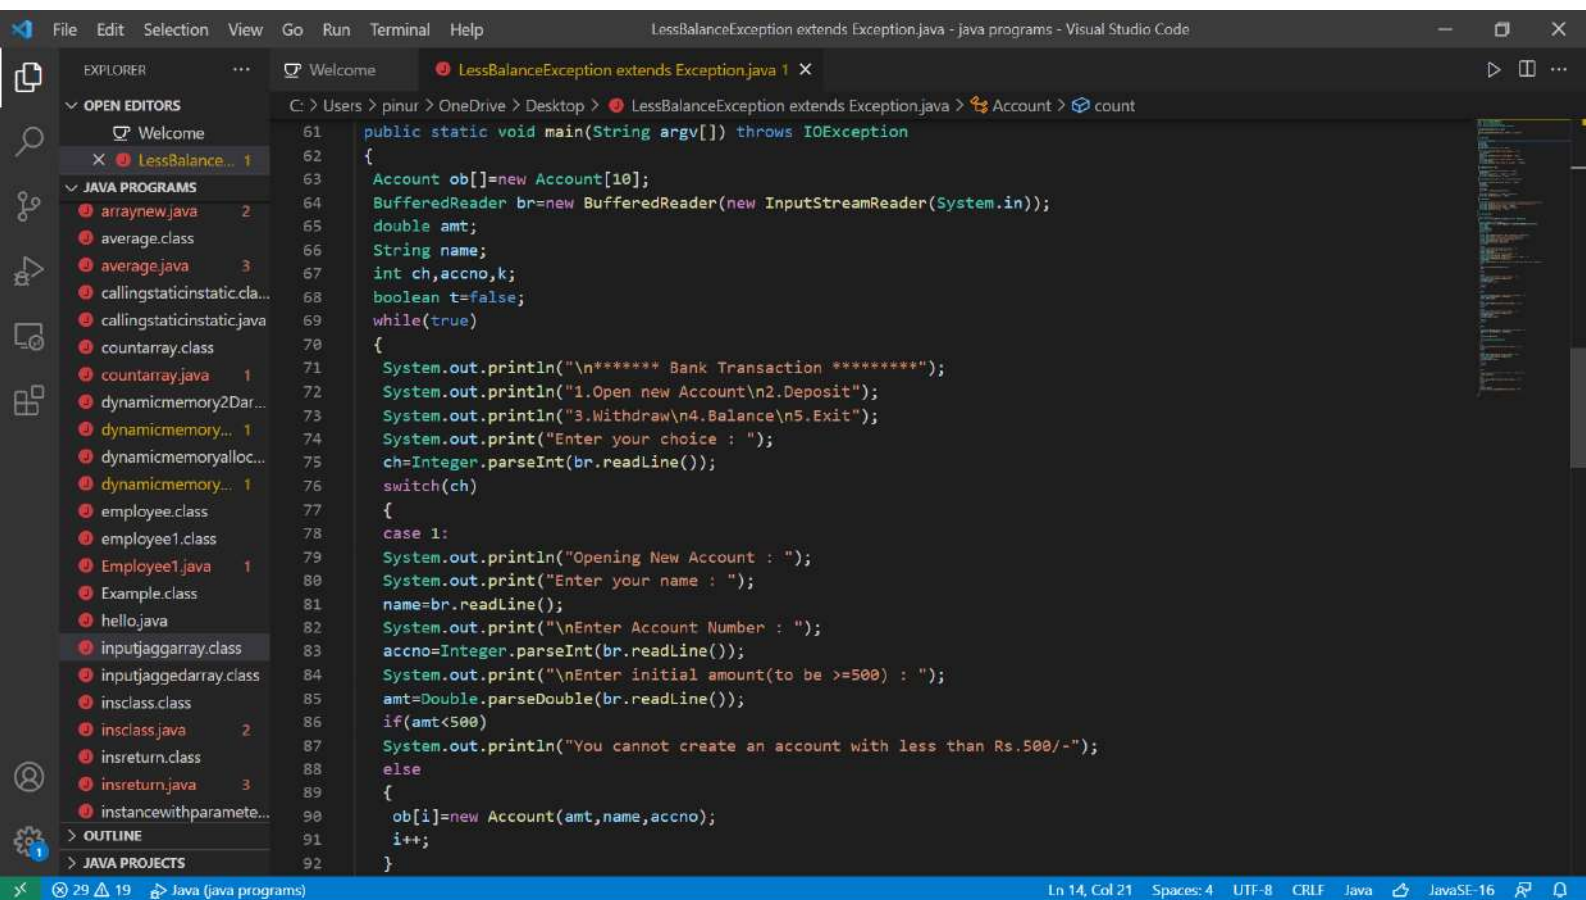 File Edit Selection View Go Run Terminal Help LessBalanceException extends Exception.java - java programs - Visual Studio Code
EXPLORER ...
OPEN EDITORS
Welcome
LessBalance... 1
JAVA PROGRAMS
arraynew.java 2
average.class
average.java 3
callingstaticinstatic.cla...
callingstaticinstatic.java
countarray.class
countarray.java 1
dynamicmemory2Dar...
dynamicmemory... 1
dynamicmemoryalloc...
dynamicmemory... 1
employee.class
employee1.class
Employee1.java 1
Example.class
hello.java
inputjaggarray.class
inputjaggedarray.class
insclass.class
insclass.java 2
insreturn.class
insreturn.java 3
instancewithparamete...
OUTLINE
JAVA PROJECTS
Welcome LessBalanceException extends Exception.java 1
C: > Users > pinur > OneDrive > Desktop > LessBalanceException extends Exception.java > Account > count
61 public static void main(String argv[]) throws IOException
62 {
63 Account ob[]=new Account[10];
64 BufferedReader br=new BufferedReader(new InputStreamReader(System.in));
65 double amt;
66 String name;
67 int ch,accno,k;
68 boolean t=false;
69 while(true)
70 {
71 System.out.println("\n******* Bank Transaction *********");
72 System.out.println("1.Open new Account\n2.Deposit");
73 System.out.println("3.Withdraw\n4.Balance\n5.Exit");
74 System.out.print("Enter your choice : ");
75 ch=Integer.parseInt(br.readLine());
76 switch(ch)
77 {
78 case 1:
79 System.out.println("Opening New Account : ");
80 System.out.print("Enter your name : ");
81 name=br.readLine();
82 System.out.print("\nEnter Account Number : ");
83 accno=Integer.parseInt(br.readLine());
84 System.out.print("\nEnter initial amount(to be >=500) : ");
85 amt=Double.parseDouble(br.readLine());
86 if(amt<500)
87 System.out.println("You cannot create an account with less than Rs.500/-");
88 else
89 {
90 ob[i]=new Account(amt,name,accno);
91 i++;
92 }
1
29 19 Java (java programs) Ln 14, Col 21 Spaces: 4 UTF-8 CRLF Java JavaSE-16